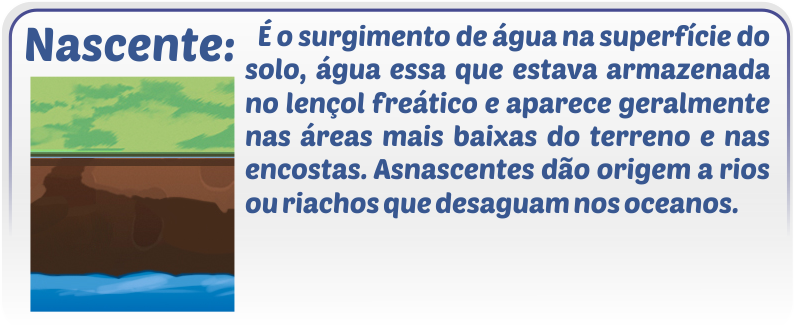 Nascente:
É o surgimento de água na superfície do
solo, água essa que estava armazenada
no lençol freático e aparece geralmente
nas áreas mais baixas do terreno e nas
encostas. Asnascentes dão origem a rios
ou riachos que desaguam nos oceanos.